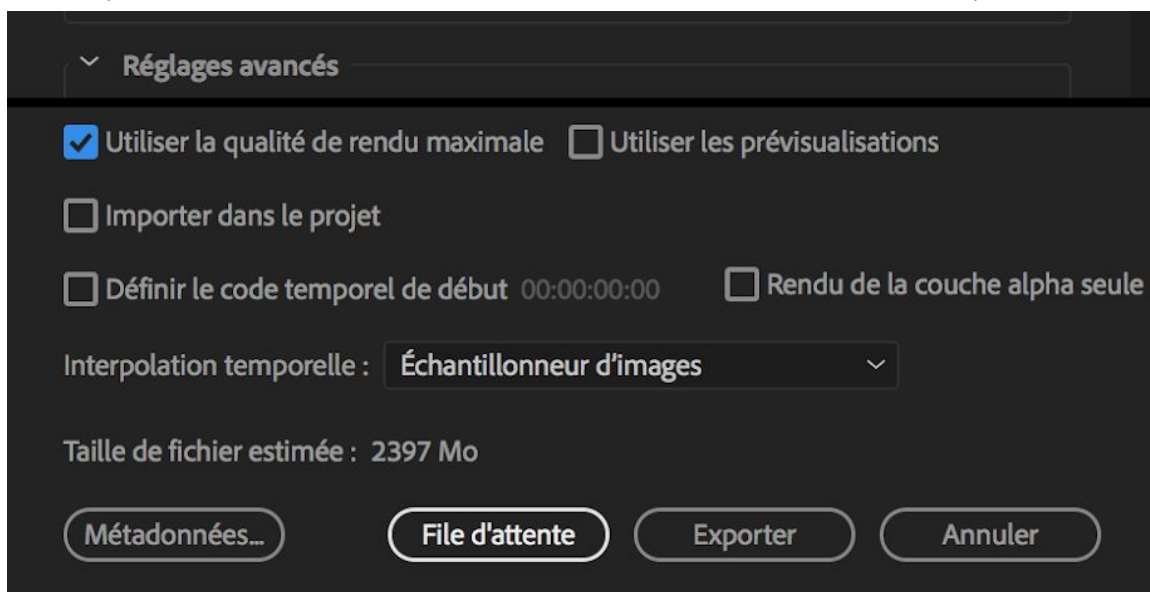 Réglages avancés
Utiliser la qualité de rendu maximale Utiliser les prévisualisations
Importer dans le projet
Définir le code temporel de début 00:00:00:00 Rendu de la couche alpha seule
Interpolation temporelle : Échantillonneur d'images
Taille de fichier estimée : 2397 Mo
Métadonnées... File d'attente Exporter Annuler